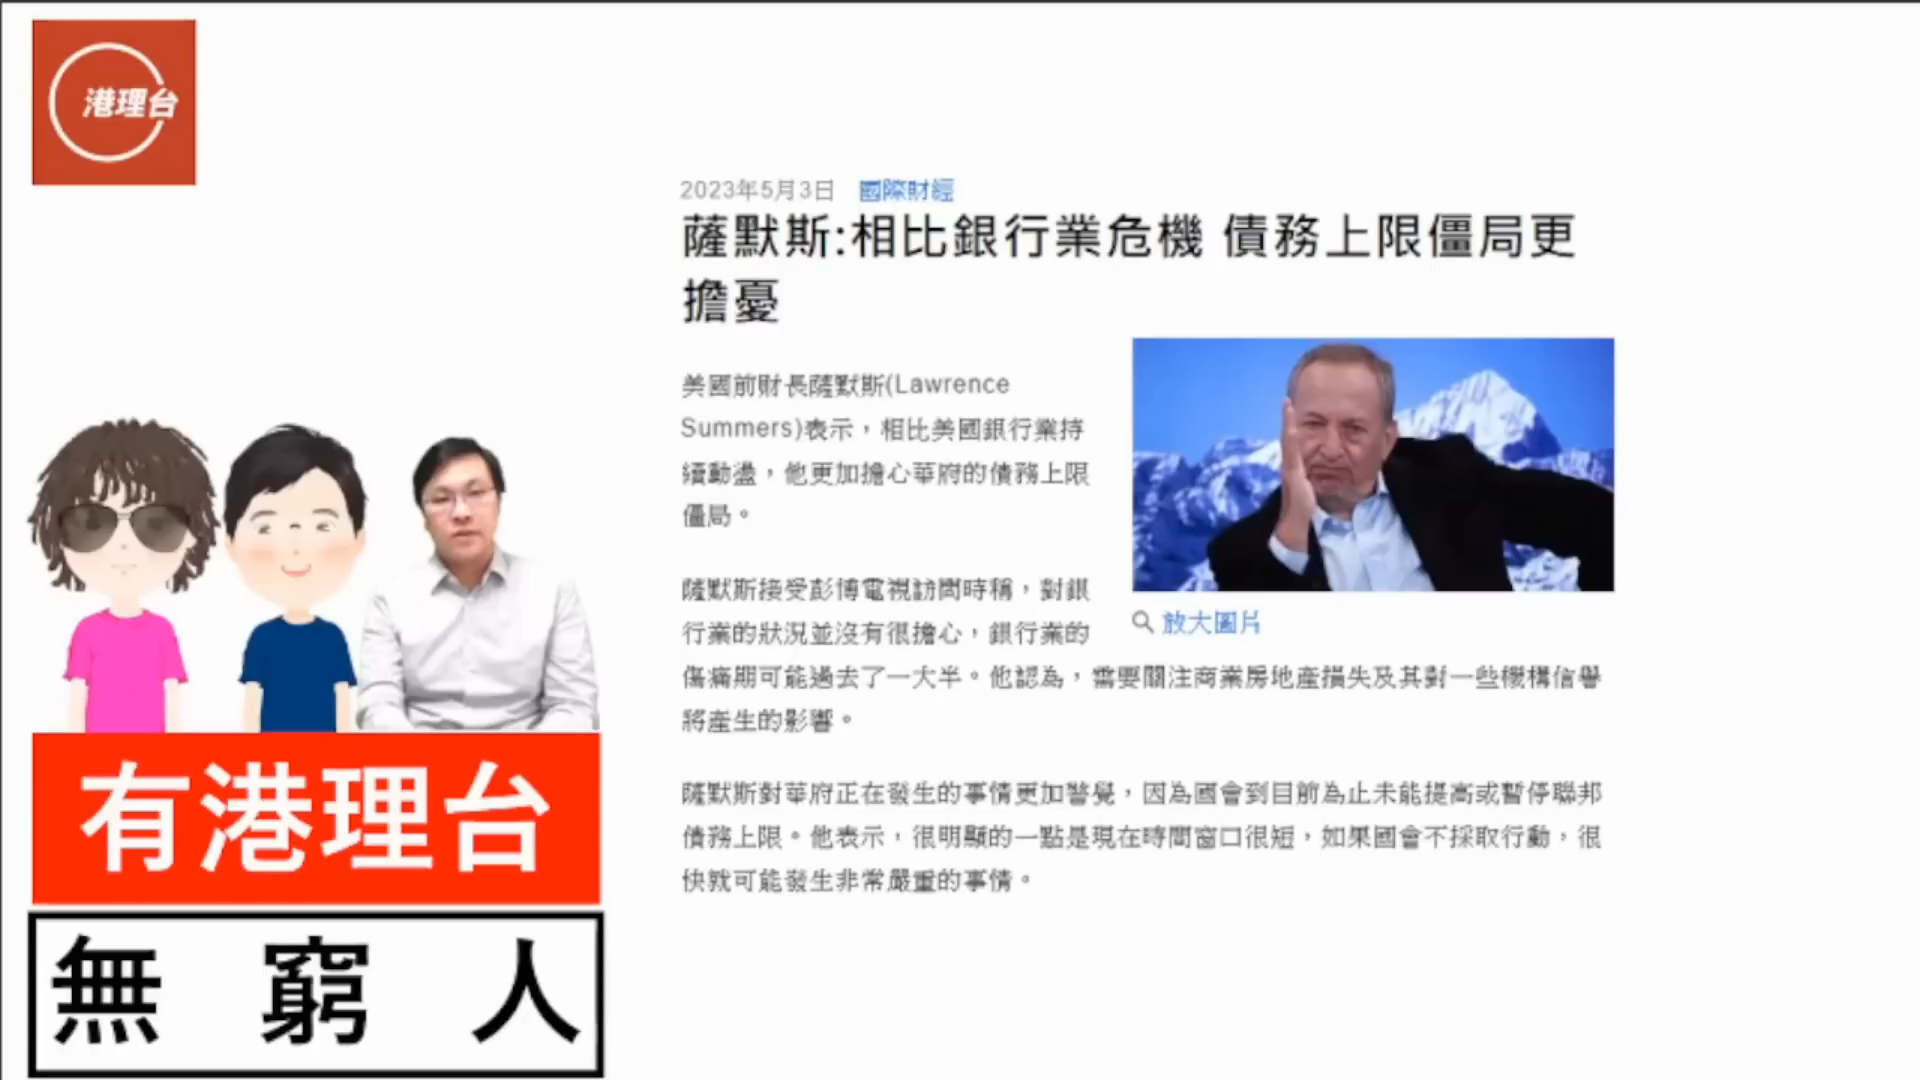 港理台
2023年5月3日 國際財經
薩默斯:相比銀行業危機 債務上限僵局更
擔憂
美國前財長薩默斯(Lawrence
Summers)表示，相比美國銀行業持
續動盪，他更加擔心華府的債務上限
僵局。
放大圖片
薩默斯接受彭博電視訪問時稱，對銀
行業的狀況並沒有很擔心，銀行業的
傷痛期可能過去了一大半。他認為，需要關注商業房地產損失及其對一些機構信譽
將產生的影響。
薩默斯對華府正在發生的事情更加警覺，因為國會到目前為止未能提高或暫停聯邦
債務上限。他表示，很明顯的一點是現在時間窗口很短，如果國會不採取行動，很
快就可能發生非常嚴重的事情。
有港理台
無窮人